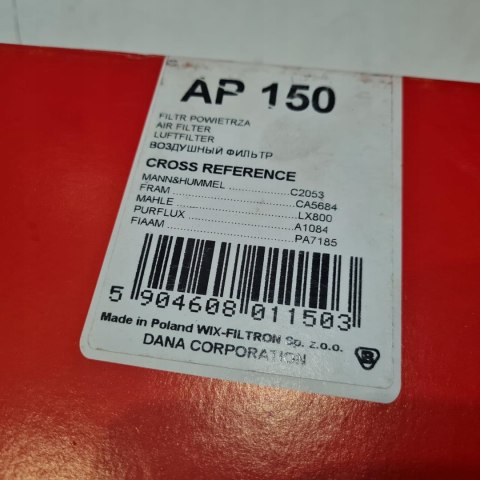 AP 150
FILTR POWIETRZA
AIR FILTER
LUFTFILTER
ВОЗДУШНЫЙ ФИЛЬТР
CROSS REFERENCE
MANN&HUMMEL....................C2053
FRAM....................CA5684
MAHLE....................LX800
PURFLUX....................A1084
FIAAM....................PA7185
5 904608 011503
Made in Poland WIX-FILTRON Sp. z.o.o.
DANA CORPORATION
B